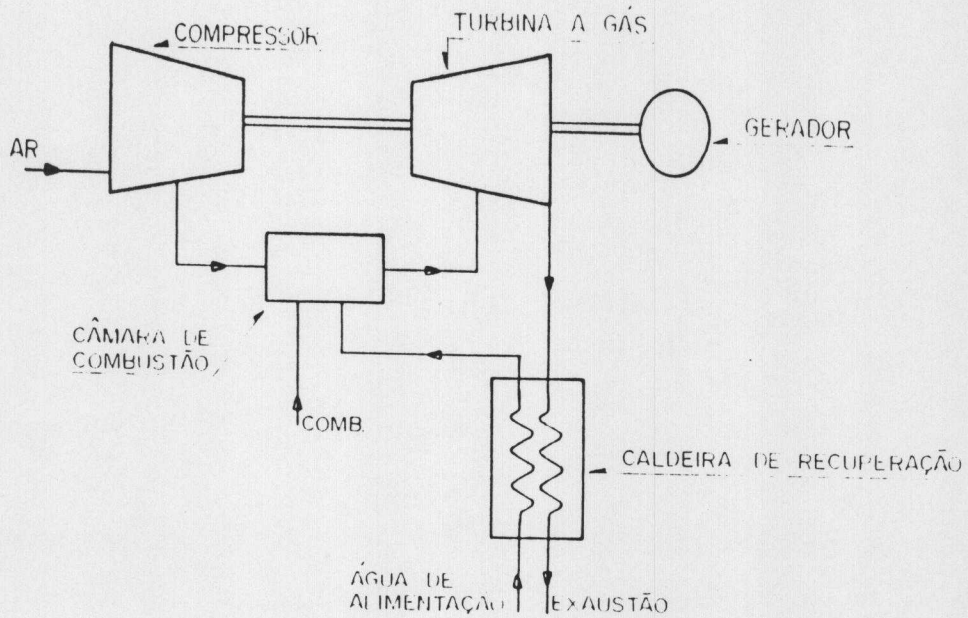 COMPRESSOR
TURBINA A GÁS
GERADOR
AR
CÂMARA DE
COMBUSTÃO
COMB.
CALDEIRA DE RECUPERAÇÃO
ÁGUA DE
ALIMENTAÇÃO
EXAUSTÃO